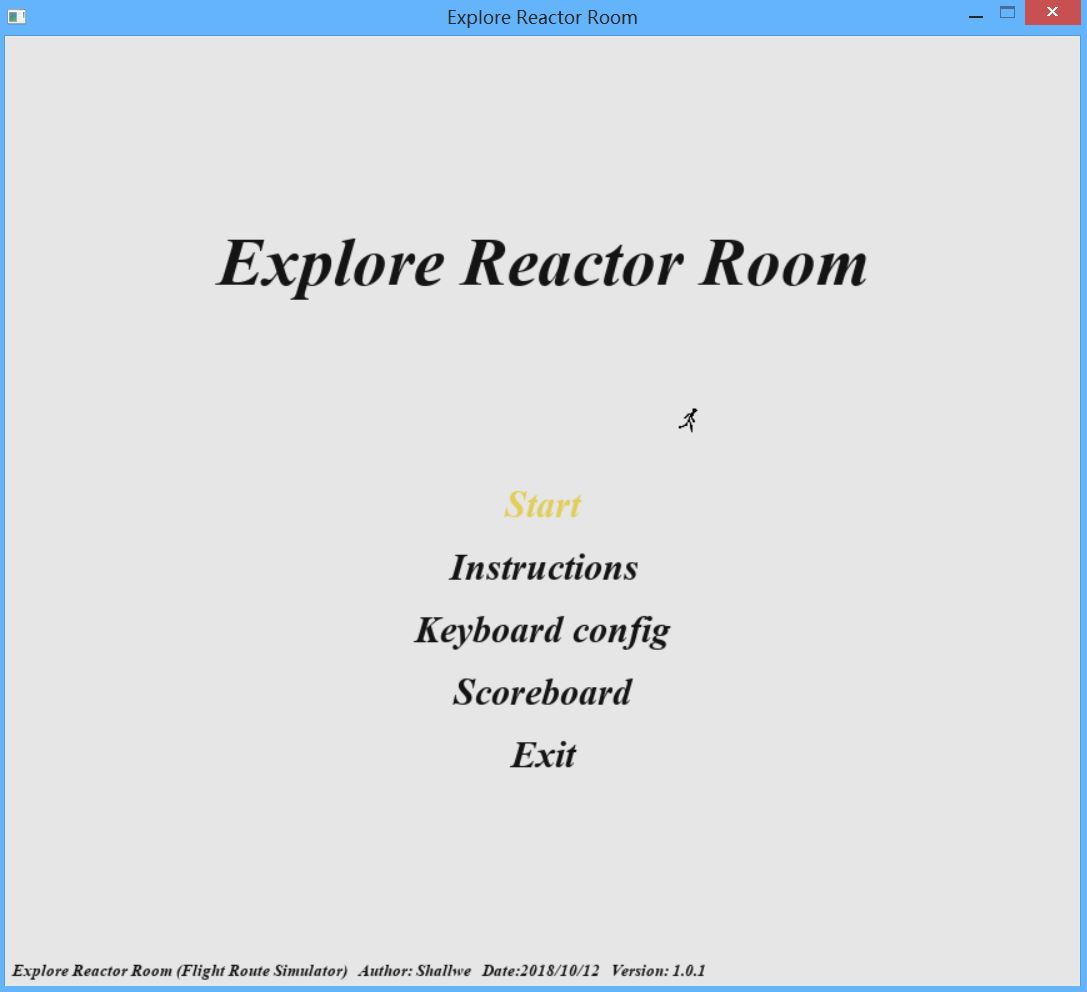 Explore Reactor Room
Explore Reactor Room
Start
Instructions
Keyboard config
Scoreboard
Exit
Explore Reactor Room (Flight Route Simulator) Author: Shallwe Date:2018/10/12 Version: 1.0.1